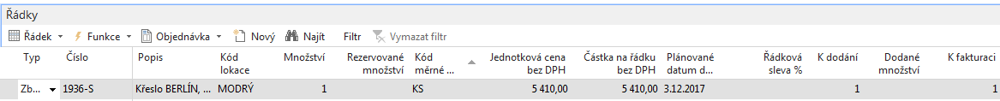 Řádky
Řádek Funkce Objednávka Nový Najít Filtr Vymazat filtr
Typ Číslo Popis Kód lokace Množství Rezervované množství Kód měrné ... Jednotková cena bez DPH Částka na řádku bez DPH Plánované datum d... Řádková sleva % K dodání Dodané množství K fakturaci
Zb... 1936-S Křeslo BERLÍN, ... MODRÝ 1 KS 5 410,00 5 410,00 3.12.2017 1 1